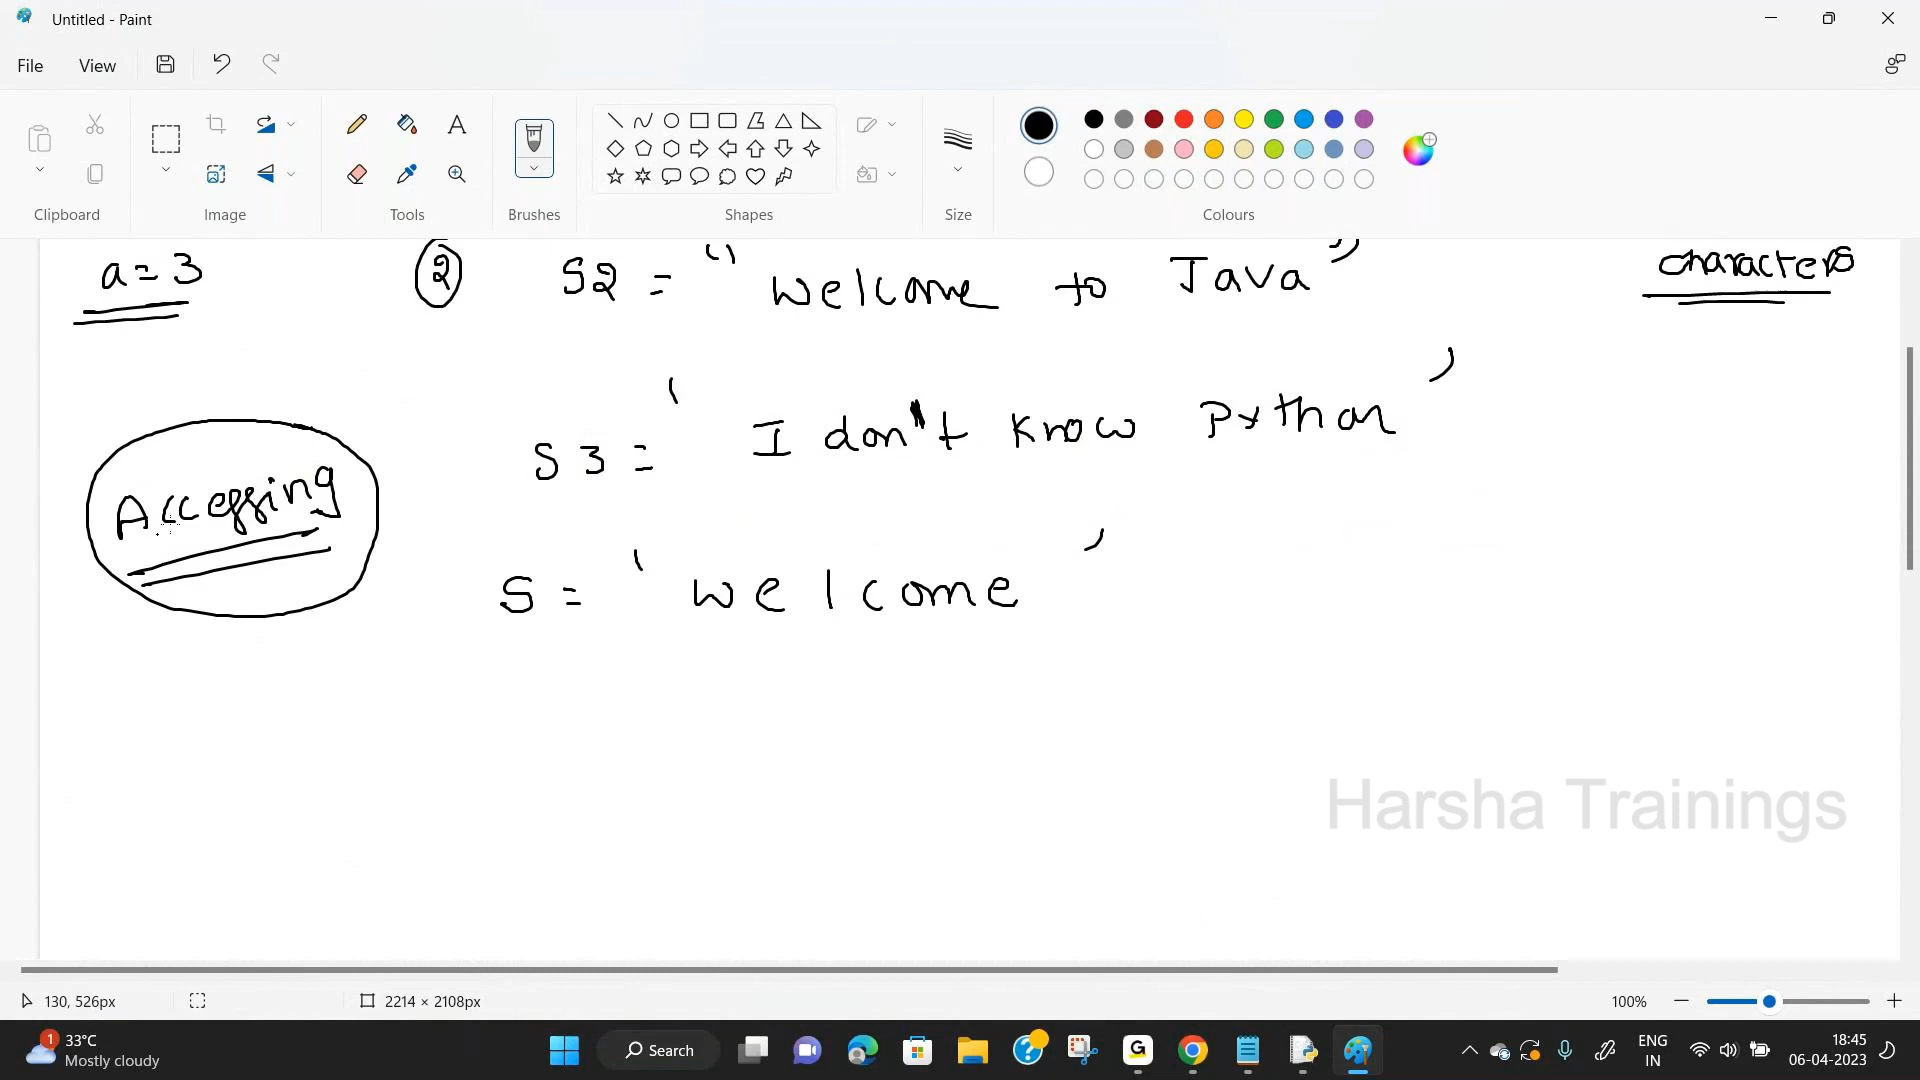 Untitled - Paint
File View
Clipboard Image Tools Brushes Shapes Size Colours
a = 3 ② S2 = " Welcome to Java " characters
S3 = ' I don't know Python '
Accessing
S = ' welcome '
Harsha Trainings
130, 526px 2214 × 2108px 100%
1 33°C
Mostly cloudy
Search
ENG
IN
18:45
06-04-2023